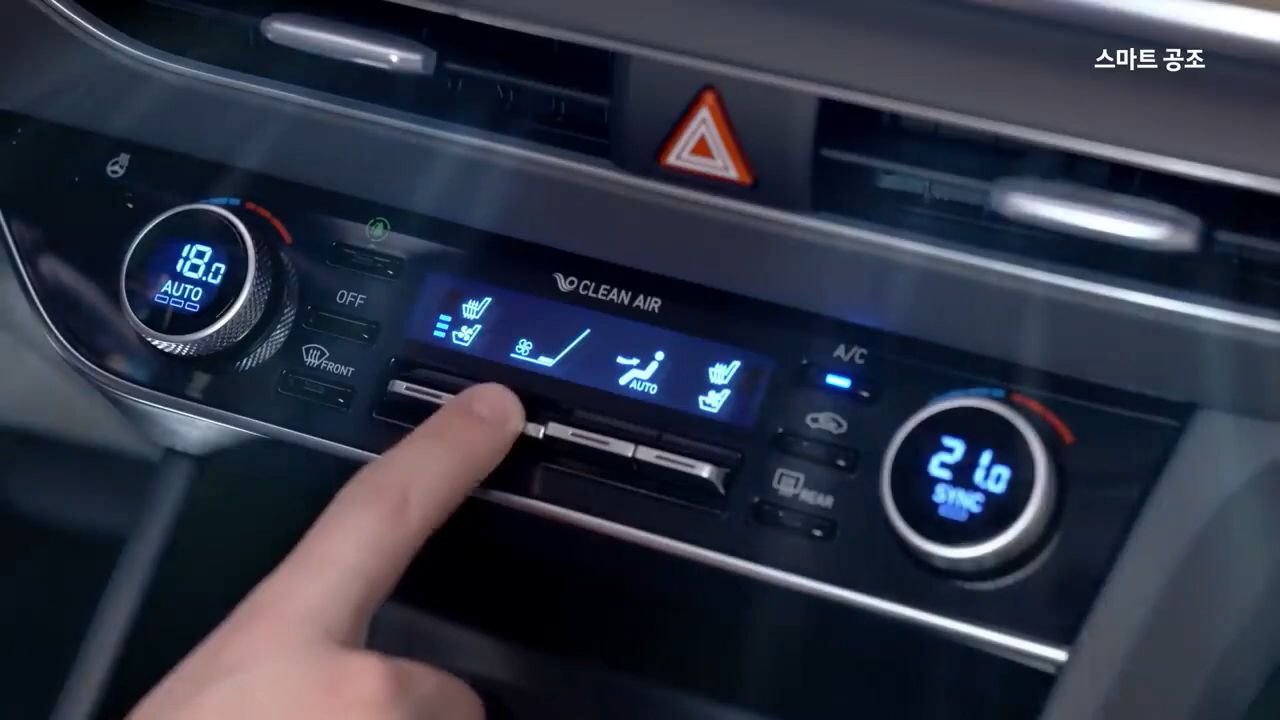 스마트 공조
18.0
AUTO
OFF
FRONT
CLEAN AIR
AUTO
A/C
REAR
21.0
SYNC